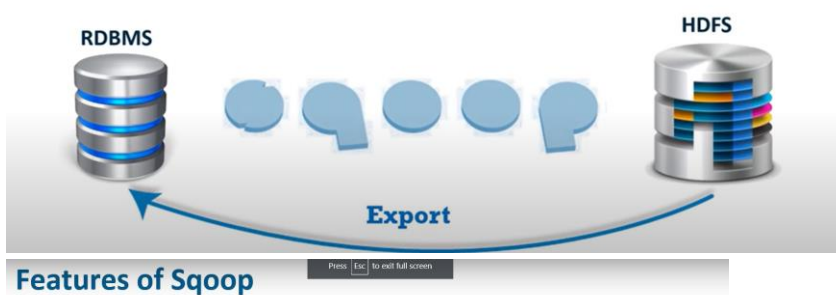 RDBMS
HDFS
sqoop
Export
Features of Sqoop
Press Esc to exit full screen